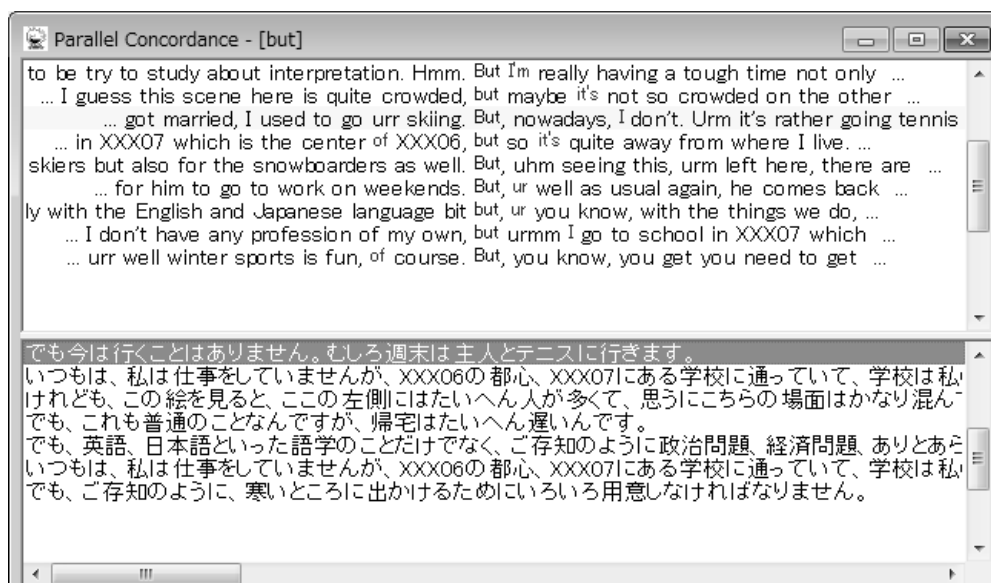 Parallel Concordance - [but]
to be try to study about interpretation. Hmm. But I'm really having a tough time not only ...
... I guess this scene here is quite crowded, but maybe it's not so crowded on the other ...
... got married, I used to go urr skiing. But, nowadays, I don't. Urm it's rather going tennis
... in XXX07 which is the center of XXX06, but so it's quite away from where I live. ...
skiers but also for the snowboarders as well. But, uhm seeing this, urm left here, there are ...
... for him to go to work on weekends. But, ur well as usual again, he comes back ...
ly with the English and Japanese language bit but, ur you know, with the things we do, ...
... I don't have any profession of my own, but urmm I go to school in XXX07 which ...
... urr well winter sports is fun, of course. But, you know, you get you need to get ...
でも今は行くことはありません。むしろ週末は主人とテニスに行きます。
いつもは、私は仕事をしていませんが、XXX06の都心、XXX07にある学校に通っていて、学校は私
けれども、この絵を見ると、ここの左側にはたいへん人が多くて、思うにこちらの場面はかなり混ん
でも、これも普通のことなんですが、帰宅はたいへん遅いんです。
でも、英語、日本語といった語学のことだけでなく、ご存知のように政治問題、経済問題、ありとあら
いつもは、私は仕事をしていませんが、XXX06の都心、XXX07にある学校に通っていて、学校は私
でも、ご存知のように、寒いところに出かけるためにいろいろ用意しなければなりません。